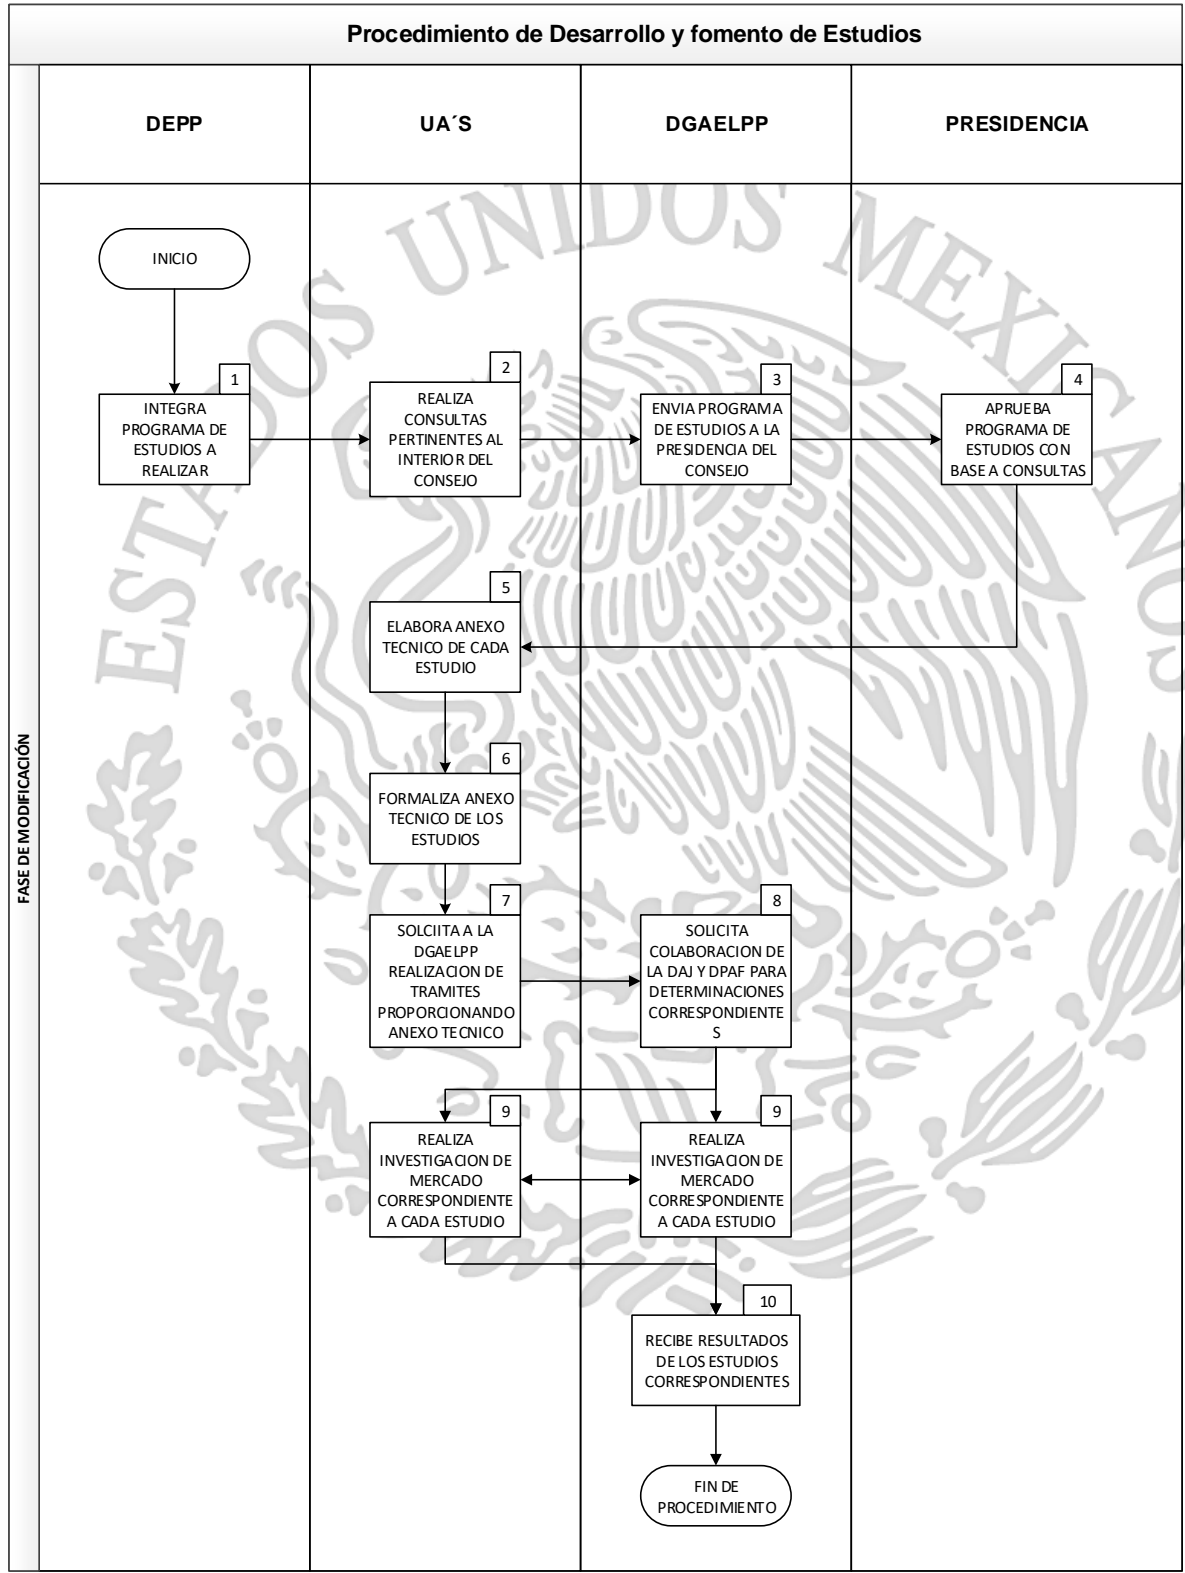 Procedimiento de Desarrollo y fomento de Estudios
DEPP
UA´S
DGAELPP
PRESIDENCIA
FASE DE MODIFICACIÓN
ESTADOS UNIDOS MEXICANOS
INICIO
1
INTEGRA
PROGRAMA DE
ESTUDIOS A
REALIZAR
2
REALIZA
CONSULTAS
PERTINENTES AL
INTERIOR DEL
CONSEJO
3
ENVIA PROGRAMA
DE ESTUDIOS A LA
PRESIDENCIA DEL
CONSEJO
4
APRUEBA
PROGRAMA DE
ESTUDIOS CON
BASE A CONSULTAS
5
ELABORA ANEXO
TECNICO DE CADA
ESTUDIO
6
FORMALIZA ANEXO
TECNICO DE LOS
ESTUDIOS
7
SOLCIITA A LA
DGAELPP
REALIZACION DE
TRAMITES
PROPORCIONANDO
ANEXO TECNICO
8
SOLICITA
COLABORACION DE
LA DAJ Y DPAF PARA
DETERMINACIONES
CORRESPONDIENTE
S
9
REALIZA
INVESTIGACION DE
MERCADO
CORRESPONDIENTE
A CADA ESTUDIO
9
REALIZA
INVESTIGACION DE
MERCADO
CORRESPONDIENTE
A CADA ESTUDIO
10
RECIBE RESULTADOS
DE LOS ESTUDIOS
CORRESPONDIENTES
FIN DE
PROCEDIMIENTO